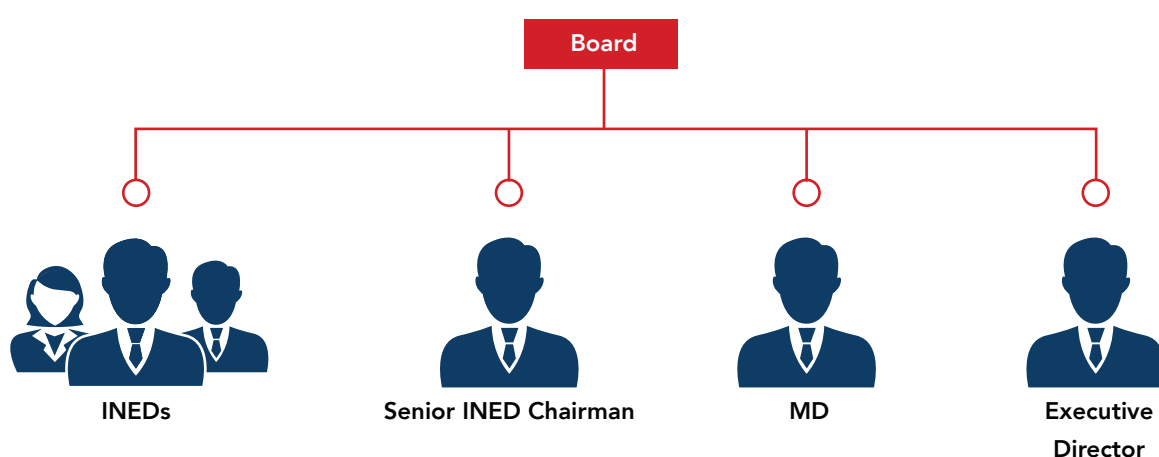 Board
INEDs
Senior INED Chairman
MD
Executive
Director